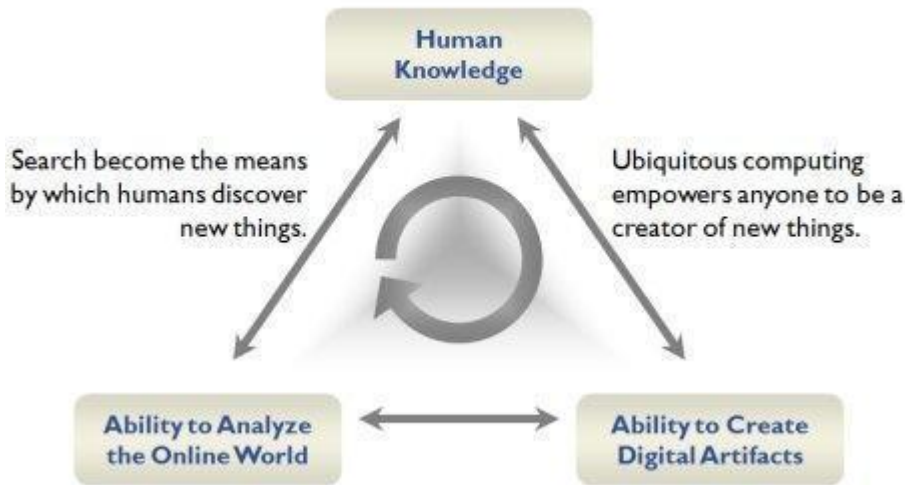 Human
Knowledge
Search become the means
by which humans discover
new things.
Ubiquitous computing
empowers anyone to be a
creator of new things.
Ability to Analyze
the Online World
Ability to Create
Digital Artifacts